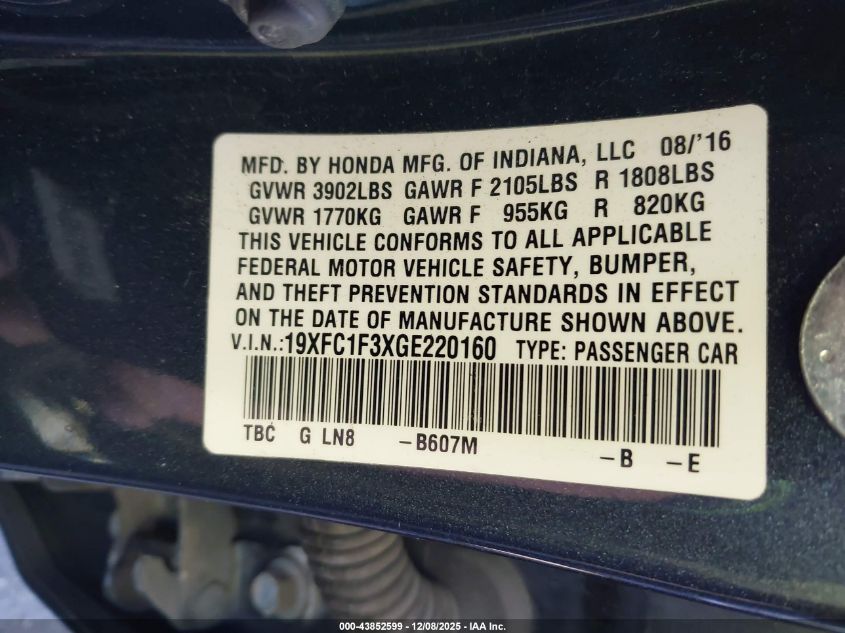 MFD. BY HONDA MFG. OF INDIANA, LLC 08/'16
GVWR 3902LBS GAWR F 2105LBS R 1808LBS
GVWR 1770KG GAWR F 955KG R 820KG
THIS VEHICLE CONFORMS TO ALL APPLICABLE
FEDERAL MOTOR VEHICLE SAFETY, BUMPER,
AND THEFT PREVENTION STANDARDS IN EFFECT
ON THE DATE OF MANUFACTURE SHOWN ABOVE.
V.I.N.:19XFC1F3XGE220160 TYPE: PASSENGER CAR
TBC G LN8 -B607M -B -E
000-43852599 | 12/08/2025 - IAA Inc.